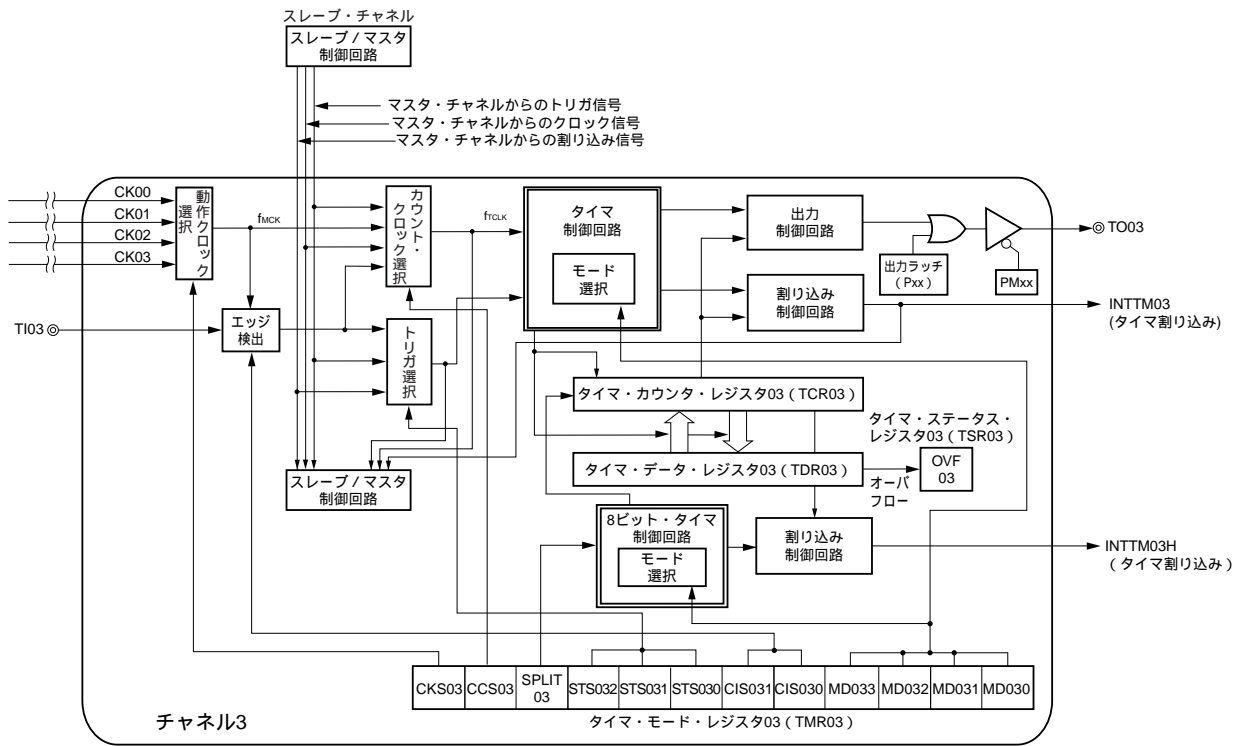 スレーブ・チャネル
スレーブ / マスタ
制御回路
マスタ・チャネルからのトリガ信号
マスタ・チャネルからのクロック信号
マスタ・チャネルからの割り込み信号
CK00
CK01
CK02
CK03
動作クロック
選択
fMCK
カウント・
クロック選択
fTCLK
タイマ
制御回路
モード
選択
出力
制御回路
出力ラッチ
( Pxx )
PMxx
TO03
割り込み
制御回路
INTTM03
(タイマ割り込み)
TI03
エッジ
検出
トリガ選択
タイマ・カウンタ・レジスタ03 ( TCR03 )
タイマ・ステータス・
レジスタ03 ( TSR03 )
タイマ・データ・レジスタ03 ( TDR03 )
オーバ
フロー
OVF
03
スレーブ / マスタ
制御回路
8ビット・タイマ
制御回路
モード
選択
割り込み
制御回路
INTTM03H
( タイマ割り込み )
CKS03
CCS03
SPLIT
03
STS032
STS031
STS030
CIS031
CIS030
MD033
MD032
MD031
MD030
チャネル3
タイマ・モード・レジスタ03 ( TMR03 )